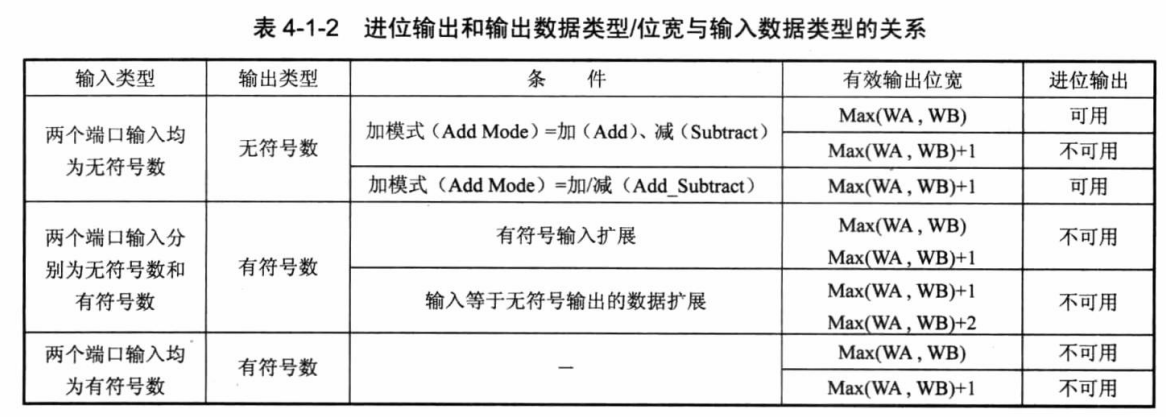 表 4-1-2 进位输出和输出数据类型/位宽与输入数据类型的关系
输入类型 输出类型 条 件 有效输出位宽 进位输出
两个端口输入均
为无符号数
无符号数
加模式（Add Mode）=加（Add）、减（Subtract）
Max(WA , WB) 可用
Max(WA , WB)+1 不可用
加模式（Add Mode）=加/减（Add_Subtract） Max(WA , WB)+1 可用
两个端口输入分
别为无符号数和
有符号数
有符号数
有符号输入扩展
Max(WA , WB)
Max(WA , WB)+1
不可用
输入等于无符号输出的数据扩展
Max(WA , WB)+1
Max(WA , WB)+2
不可用
两个端口输入均
为有符号数
有符号数
–
Max(WA , WB) 不可用
Max(WA , WB)+1 不可用